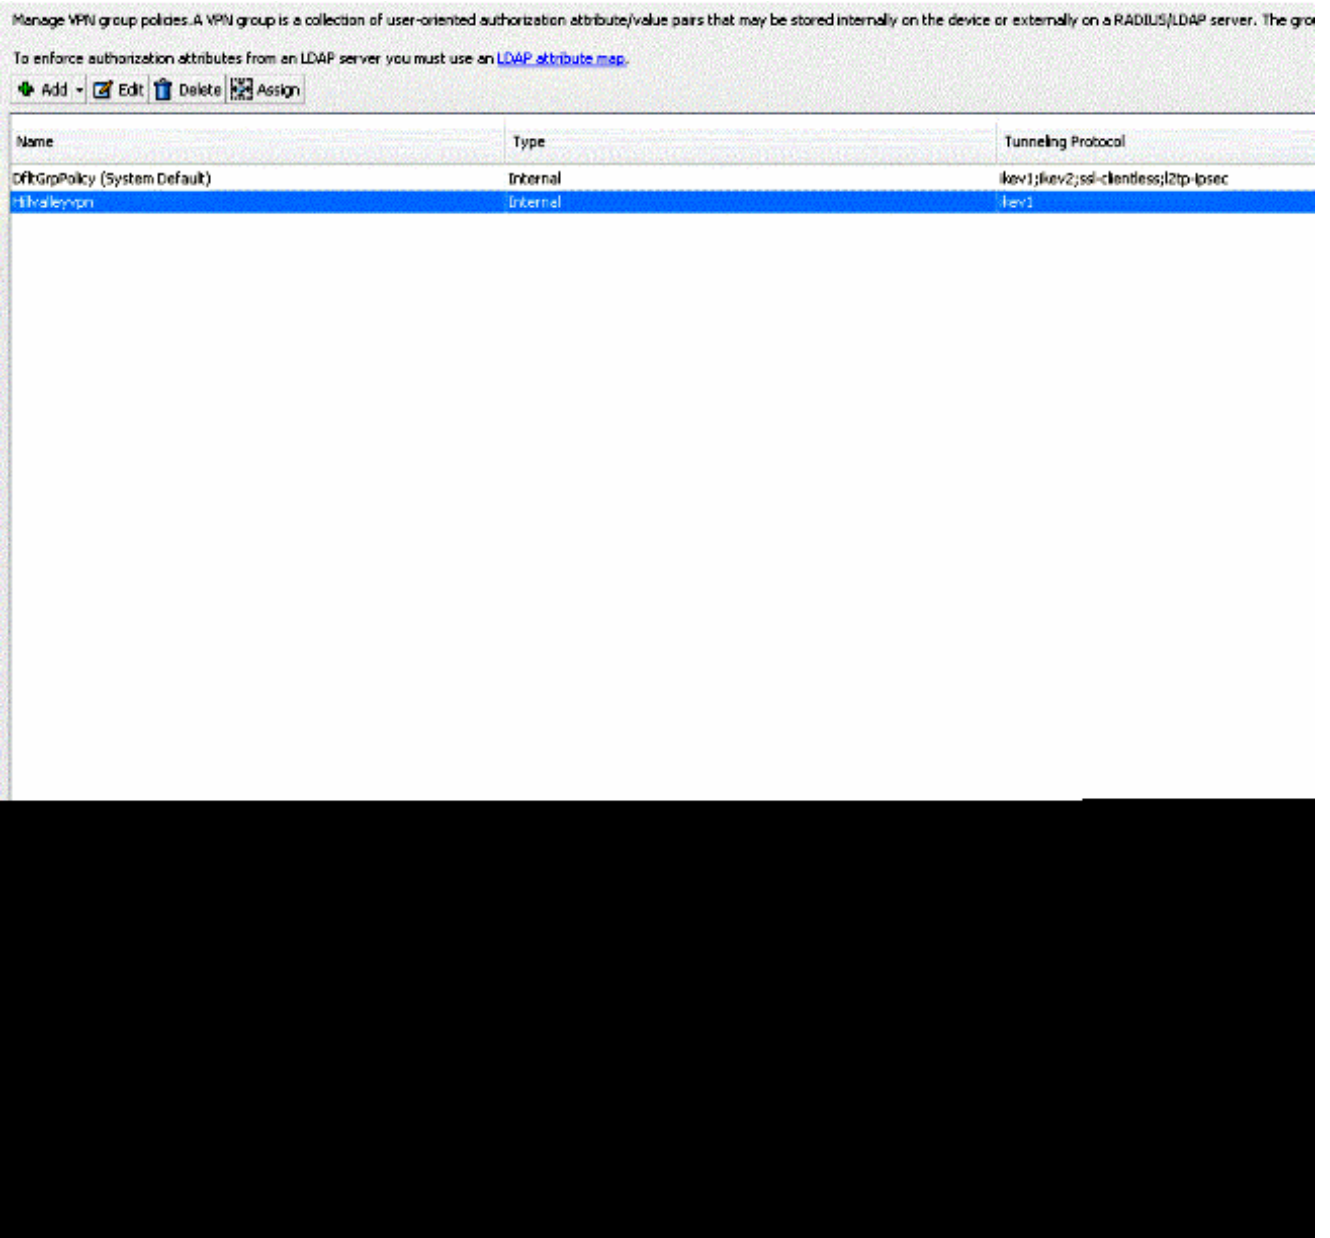 Manage VPN group policies.A VPN group is a collection of user-oriented authorization attribute/value pairs that may be stored internally on the device or externally on a RADIUS/LDAP server. The gro
To enforce authorization attributes from an LDAP server you must use an LDAP attribute map.
Add Edit Delete Assign
Name Type Tunneling Protocol
DfltGrpPolicy (System Default) Internal ikev1;ikev2;ssl-clientless;l2tp-ipsec
Hillvalleyvpn Internal ikev1